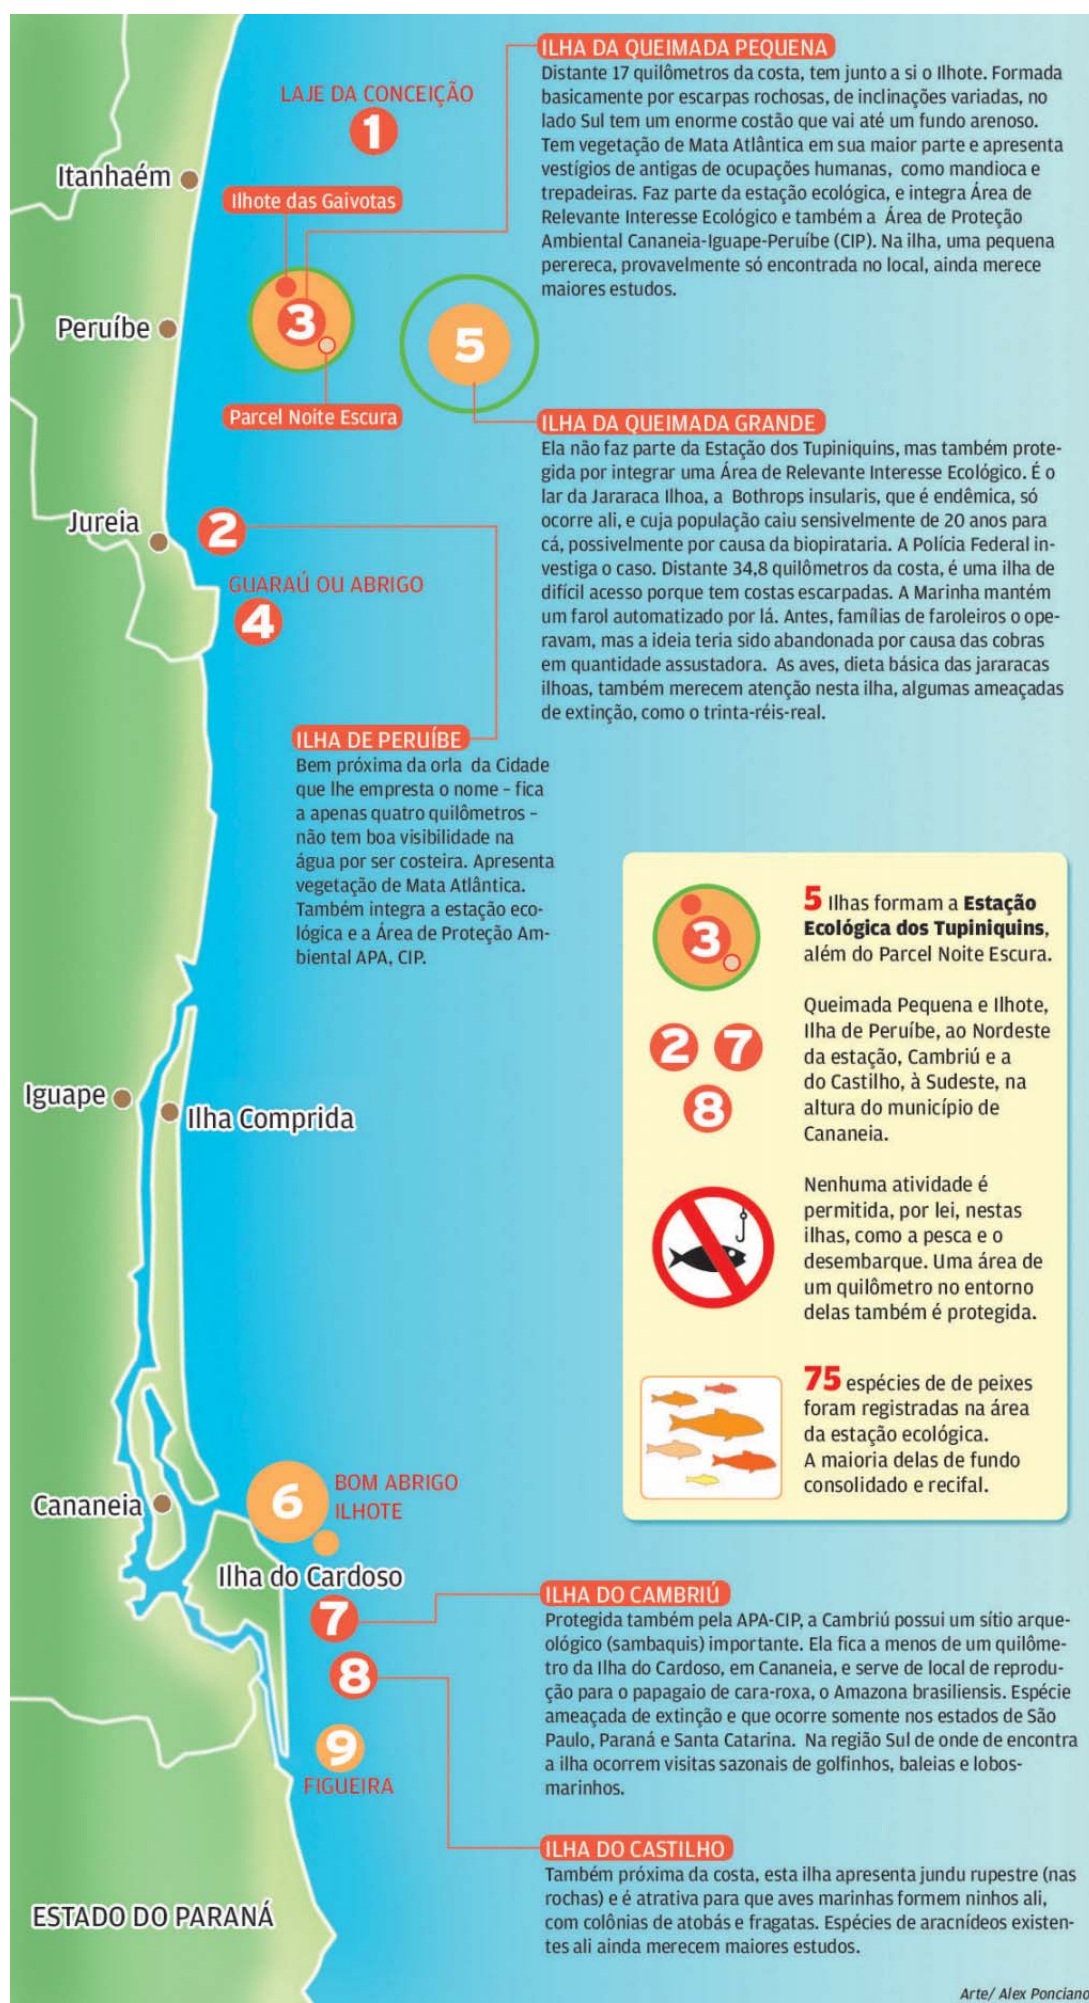 ILHA DA QUEIMADA PEQUENA
Distante 17 quilômetros da costa, tem junto a si o Ilhote. Formada
basicamente por escarpas rochosas, de inclinações variadas, no
lado Sul tem um enorme costão que vai até um fundo arenoso.
Tem vegetação de Mata Atlântica em sua maior parte e apresenta
vestígios de antigas de ocupações humanas, como mandioca e
trepadeiras. Faz parte da estação ecológica, e integra Área de
Relevante Interesse Ecológico e também a Área de Proteção
Ambiental Cananeia-Iguape-Peruíbe (CIP). Na ilha, uma pequena
perereca, provavelmente só encontrada no local, ainda merece
maiores estudos.
LAJE DA CONCEIÇÃO
1
Itanhaém
Ilhote das Gaivotas
3
Peruíbe
5
Parcel Noite Escura
ILHA DA QUEIMADA GRANDE
Ela não faz parte da Estação dos Tupiniquins, mas também prote-
gida por integrar uma Área de Relevante Interesse Ecológico. É o
lar da Jararaca Ilhoa, a Bothrops insularis, que é endêmica, só
ocorre ali, e cuja população caiu sensivelmente de 20 anos para
cá, possivelmente por causa da biopirataria. A Polícia Federal in-
vestiga o caso. Distante 34,8 quilômetros da costa, é uma ilha de
difícil acesso porque tem costas escarpadas. A Marinha mantém
um farol automatizado por lá. Antes, famílias de faroleiros o ope-
ravam, mas a ideia teria sido abandonada por causa das cobras
em quantidade assustadora. As aves, dieta básica das jararacas
ilhoas, também merecem atenção nesta ilha, algumas ameaçadas
de extinção, como o trinta-réis-real.
Jureia
2
GUARAÚ OU ABRIGO
4
ILHA DE PERUÍBE
Bem próxima da orla da Cidade
que lhe empresta o nome – fica
a apenas quatro quilômetros –
não tem boa visibilidade na
água por ser costeira. Apresenta
vegetação de Mata Atlântica.
Também integra a estação eco-
lógica e a Área de Proteção Am-
biental APA, CIP.
3
5 Ilhas formam a Estação
Ecológica dos Tupiniquins,
além do Parcel Noite Escura.
2 7
8
Queimada Pequena e Ilhote,
Ilha de Peruíbe, ao Nordeste
da estação, Cambriú e a
do Castilho, à Sudeste, na
altura do município de
Cananeia.
Nenhuma atividade é
permitida, por lei, nestas
ilhas, como a pesca e o
desembarque. Uma área de
um quilômetro no entorno
delas também é protegida.
75 espécies de de peixes
foram registradas na área
da estação ecológica.
A maioria delas de fundo
consolidado e recifal.
Iguape
Ilha Comprida
Cananeia
6
BOM ABRIGO
ILHOTE
Ilha do Cardoso
7
8
9
FIGUEIRA
ILHA DO CAMBRIÚ
Protegida também pela APA-CIP, a Cambriú possui um sítio arque-
ológico (sambaquis) importante. Ela fica a menos de um quilôme-
tro da Ilha do Cardoso, em Cananeia, e serve de local de reprodu-
ção para o papagaio de cara-roxa, o Amazona brasiliensis. Espécie
ameaçada de extinção e que ocorre somente nos estados de São
Paulo, Paraná e Santa Catarina. Na região Sul de onde de encontra
a ilha ocorrem visitas sazonais de golfinhos, baleias e lobos-
marinhos.
ILHA DO CASTILHO
Também próxima da costa, esta ilha apresenta jundu rupestre (nas
rochas) e é atrativa para que aves marinhas formem ninhos ali,
com colônias de atobás e fragatas. Espécies de aracnídeos existen-
tes ali ainda merecem maiores estudos.
ESTADO DO PARANÁ
Arte/ Alex Ponciano